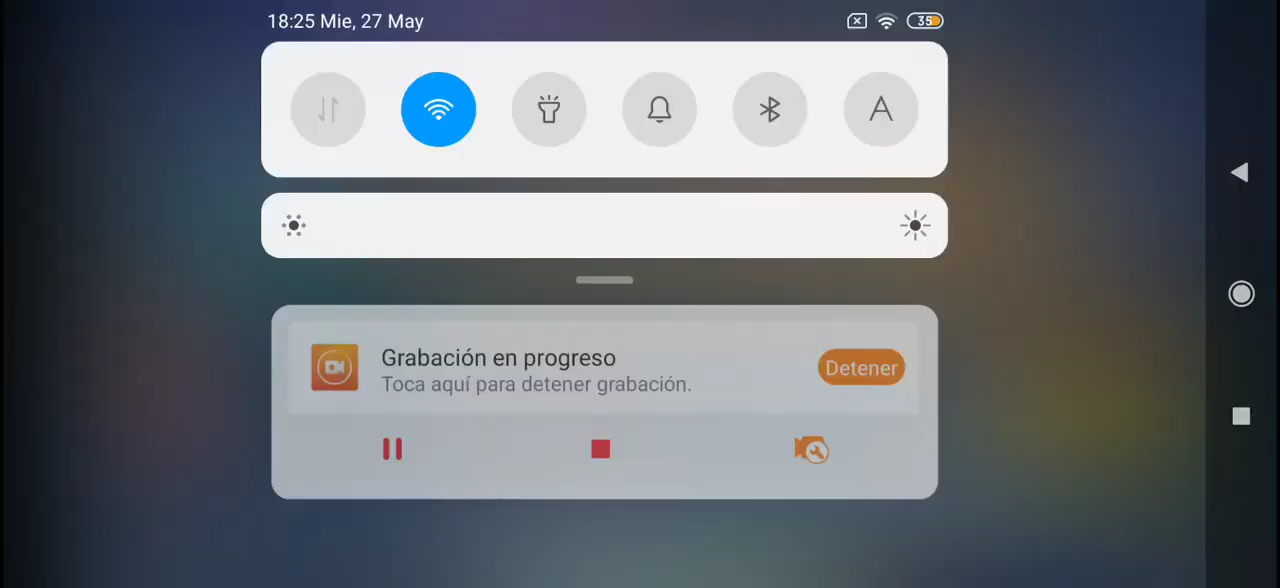 18:25 Mie, 27 May
35
A
Grabación en progreso
Toca aquí para detener grabación.
Detener